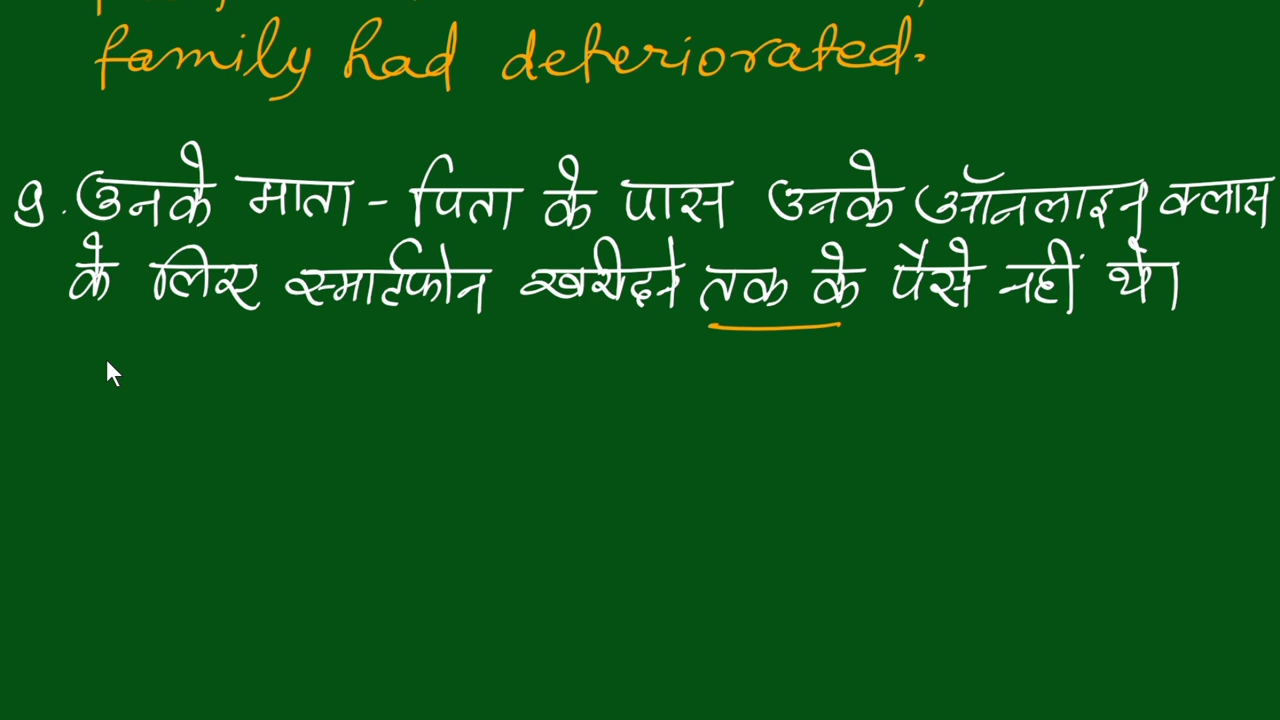 family had deteriorated.
9. उनके माता - पिता के पास उनके ऑनलाइन क्लास
के लिए स्मार्टफोन खरीदने तक के पैसे नहीं थे।